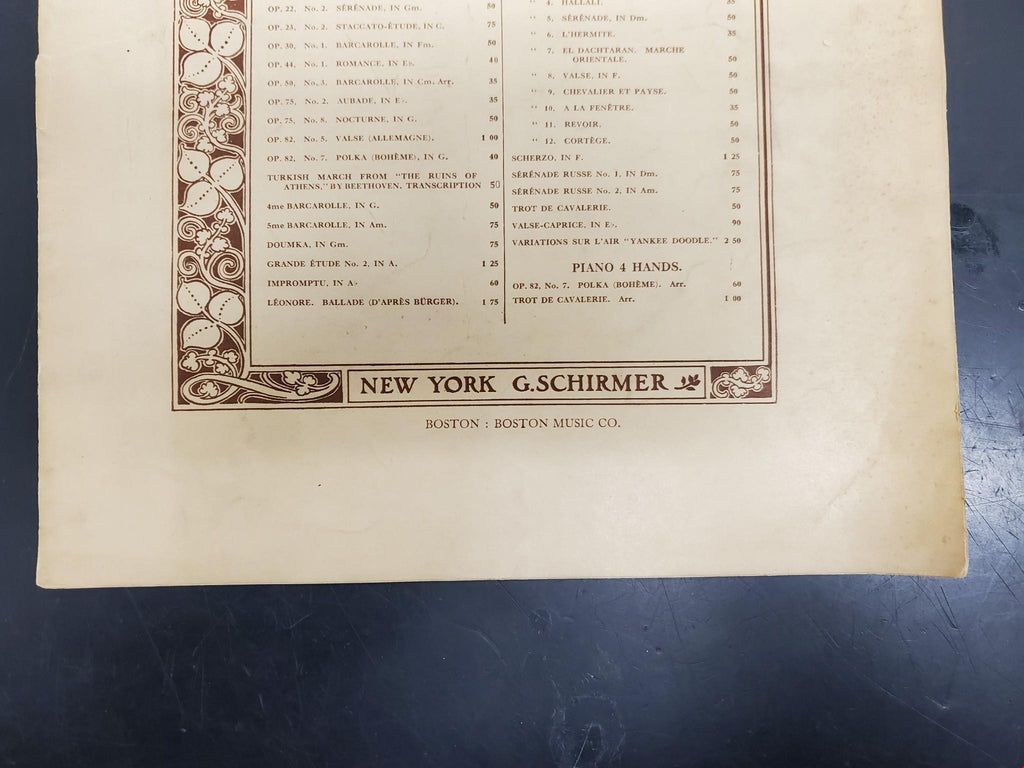 OP. 22, No. 2. SÉRÉNADE, IN Gm. 50
OP. 23, No. 2. STACCATO-ÉTUDE, IN C. 75
OP. 30, No. 1. BARCAROLLE, IN Fm. 50
OP. 44, No. 1. ROMANCE, IN E♭. 40
OP. 50, No. 3. BARCAROLLE, IN Cm. Arr. 35
OP. 75, No. 2. AUBADE, IN E♭. 35
OP. 75, No. 8. NOCTURNE, IN G. 50
OP. 82, No. 5. VALSE (ALLEMAGNE). 1 00
OP. 82, No. 7. POLKA (BOHÊME), IN G. 40
TURKISH MARCH FROM "THE RUINS OF
ATHENS," BY BEETHOVEN. TRANSCRIPTION 50
4me BARCAROLLE, IN G. 50
5me BARCAROLLE, IN Am. 75
DOUMKA, IN Gm. 75
GRANDE ÉTUDE No. 2, IN A. 1 25
IMPROMPTU, IN A♭ 60
LÉONORE. BALLADE (D'APRÈS BÜRGER). 1 75
" 4. HALLALI. 35
" 5. SÉRÉNADE, IN Dm. 50
" 6. L'HERMITE. 35
" 7. EL DACHTARAN. MARCHE
ORIENTALE. 50
" 8. VALSE, IN F. 50
" 9. CHEVALIER ET PAYSE. 50
" 10. A LA FENÊTRE. 35
" 11. REVOIR. 50
" 12. CORTÈGE. 50
SCHERZO, IN F. 1 25
SÉRÉNADE RUSSE No. 1, IN Dm. 75
SÉRÉNADE RUSSE No. 2, IN Am. 75
TROT DE CAVALERIE. 50
VALSE-CAPRICE, IN E♭. 90
VARIATIONS SUR L'AIR "YANKEE DOODLE." 2 50
PIANO 4 HANDS.
OP. 82, No. 7. POLKA (BOHÊME). Arr. 60
TROT DE CAVALERIE. Arr. 1 00
NEW YORK G. SCHIRMER
BOSTON : BOSTON MUSIC CO.